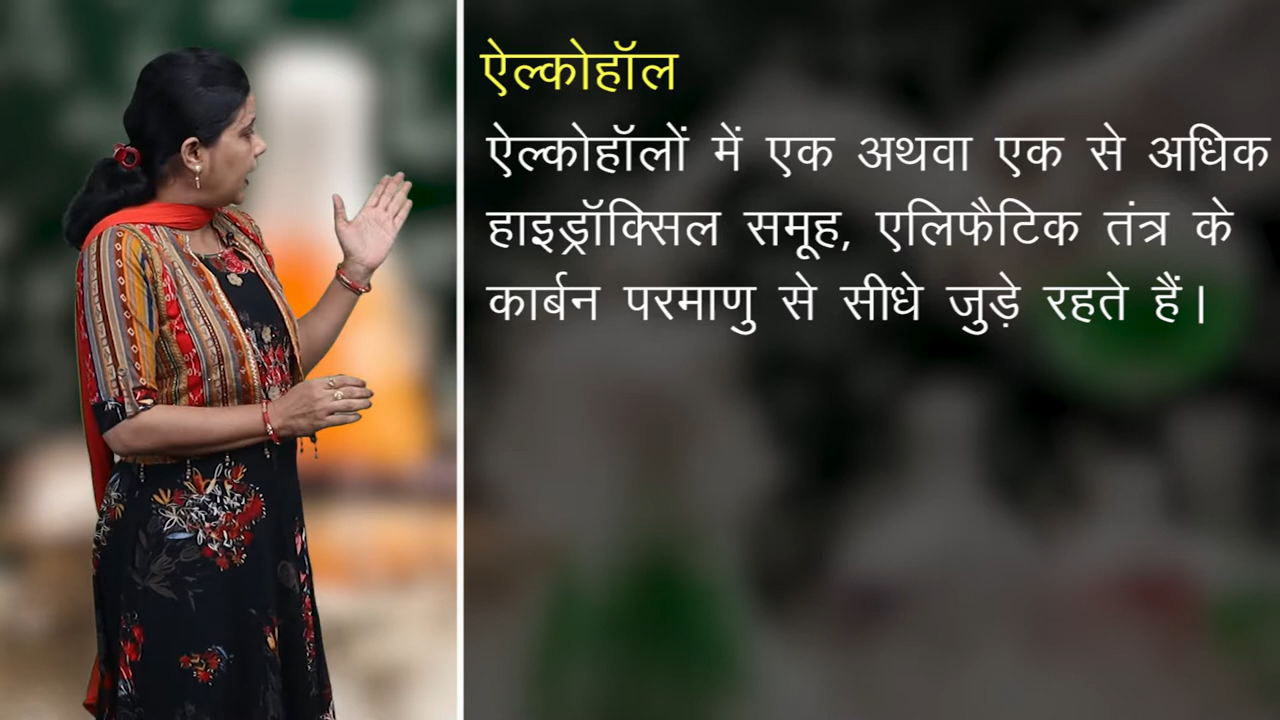 ऐल्कोहॉल
ऐल्कोहॉलों में एक अथवा एक से अधिक
हाइड्रॉक्सिल समूह, एलिफैटिक तंत्र के
कार्बन परमाणु से सीधे जुड़े रहते हैं।